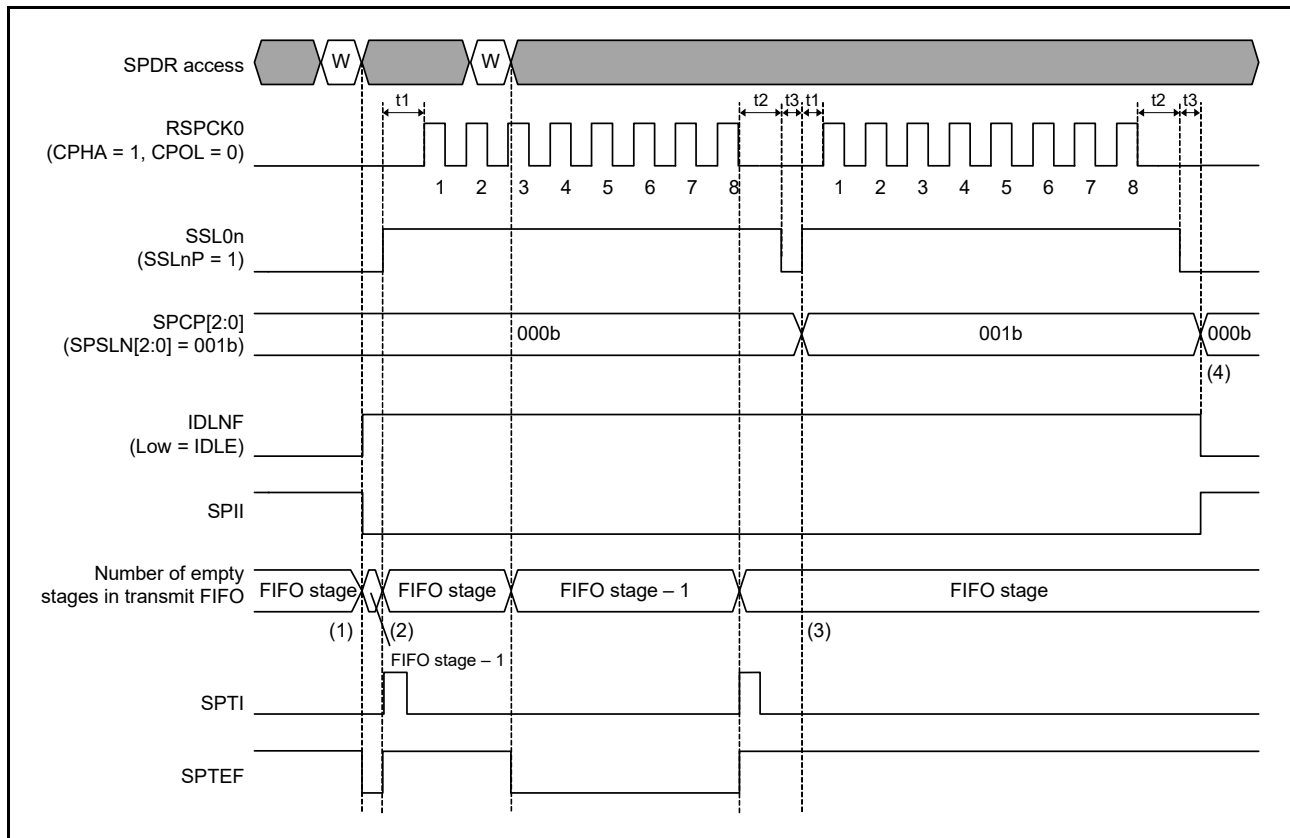 SPDR access
W
W
t1
t2
t3
t1
t2
t3
RSPCK0
(CPHA = 1, CPOL = 0)
1 2 3 4 5 6 7 8 1 2 3 4 5 6 7 8
SSL0n
(SSLnP = 1)
SPCP[2:0]
(SPSLN[2:0] = 001b)
000b
001b
000b
(4)
IDLNF
(Low = IDLE)
SPII
Number of empty
stages in transmit FIFO
FIFO stage
FIFO stage
FIFO stage – 1
FIFO stage
(1) (2) (3)
FIFO stage – 1
SPTI
SPTEF